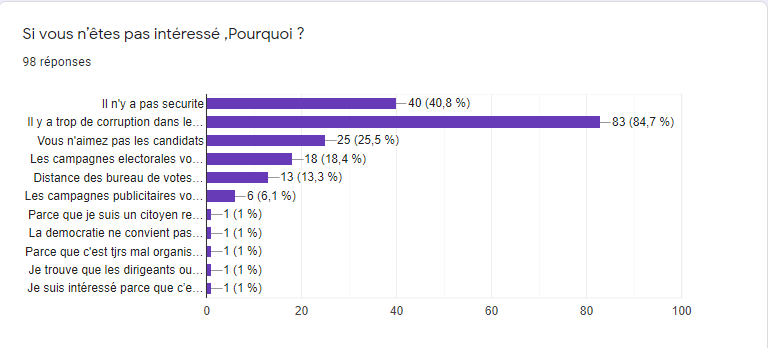 Si vous n'êtes pas intéressé ,Pourquoi ?
98 réponses
Il n'y a pas securite 40 (40,8 %)
Il y a trop de corruption dans le… 83 (84,7 %)
Vous n'aimez pas les candidats 25 (25,5 %)
Les campagnes electorales vo… 18 (18,4 %)
Distance des bureau de votes… 13 (13,3 %)
Les campagnes publicitaires vo… 6 (6,1 %)
Parce que je suis un citoyen re… 1 (1 %)
La democratie ne convient pas… 1 (1 %)
Parce que c'est tjrs mal organis… 1 (1 %)
Je trouve que les dirigeants ou… 1 (1 %)
Je suis intéressé parce que c'e… 1 (1 %)
0 20 40 60 80 100